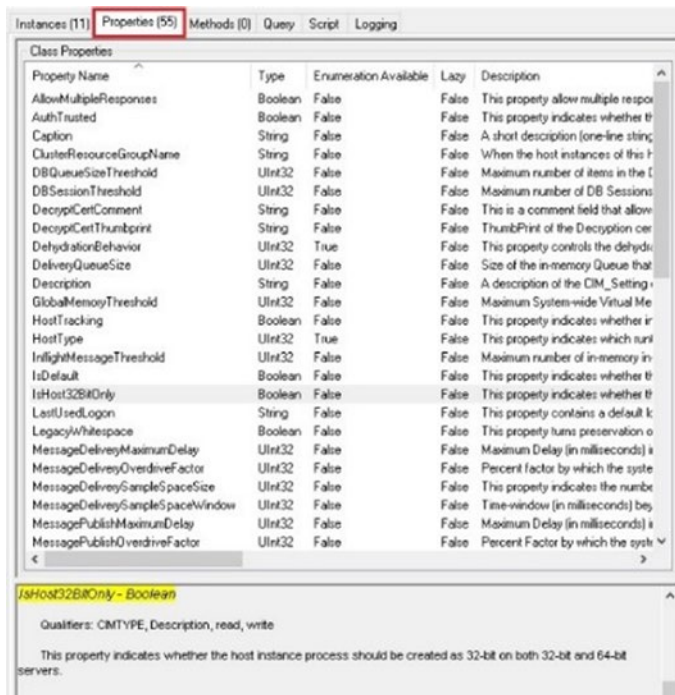 Instances (11) Properties (55) Methods (0) Query Script Logging
Class Properties
Property Name Type Enumeration Available Lazy Description
AllowMultipleResponses Boolean False False This property allow multiple respo
AuthTrusted Boolean False False This property indicates whether th
Caption String False False A short description (one-line string
ClusterResourceGroupName String False False When the host instances of this h
DBQueueSizeThreshold UInt32 False False Maximum number of items in the D
DBSessionThreshold UInt32 False False Maximum number of DB Sessions
DecryptCertComment String False False This is a comment field that allow
DecryptCertThumbprint String False False ThumbPrint of the Decryption cer
DehydrationBehavior UInt32 True False This property controls the dehydra
DeliveryQueueSize UInt32 False False Size of the in-memory Queue that
Description String False False A description of the CIM_Setting
GlobalMemoryThreshold UInt32 False False Maximum System-wide Virtual Me
HostTracking Boolean False False This property indicates whether in
HostType UInt32 True False This property indicates which runt
InflightMessageThreshold UInt32 False False Maximum number of in-memory in-
IsDefault Boolean False False This property indicates whether th
IsHost32BitOnly Boolean False False This property indicates whether th
LastUsedLogon String False False This property contains a default lo
LegacyWhitespace Boolean False False This property turns preservation o
MessageDeliveryMaximumDelay UInt32 False False Maximum Delay (in milliseconds) i
MessageDeliveryOverdriveFactor UInt32 False False Percent factor by which the syste
MessageDeliverySampleSpaceSize UInt32 False False This property indicates the numbe
MessageDeliverySampleSpaceWindow UInt32 False False Time-window (in milliseconds) bey
MessagePublishMaximumDelay UInt32 False False Maximum Delay (in milliseconds) i
MessagePublishOverdriveFactor UInt32 False False Percent Factor by which the syste
IsHost32BitOnly - Boolean
Qualifiers: CIMTYPE, Description, read, write
This property indicates whether the host instance process should be created as 32-bit on both 32-bit and 64-bit
servers.